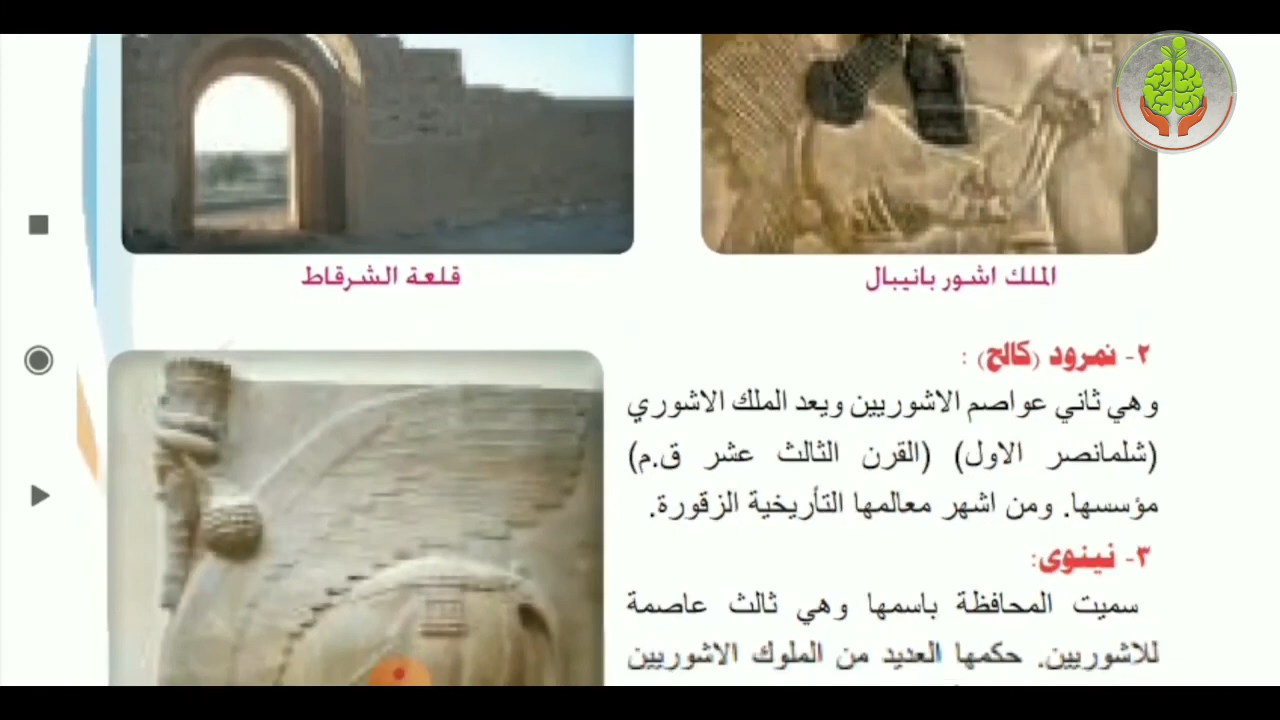 الملك اشور بانيبال
قلعة الشرقاط
٢- نمرود (كالح) :
وهي ثاني عواصم الاشوريين ويعد الملك الاشوري
(شلمانصر الاول) (القرن الثالث عشر ق.م)
مؤسسها. ومن اشهر معالمها التأريخية الزقورة.
٣- نينوى:
سميت المحافظة باسمها وهي ثالث عاصمة
للاشوريين. حكمها العديد من الملوك الاشوريين